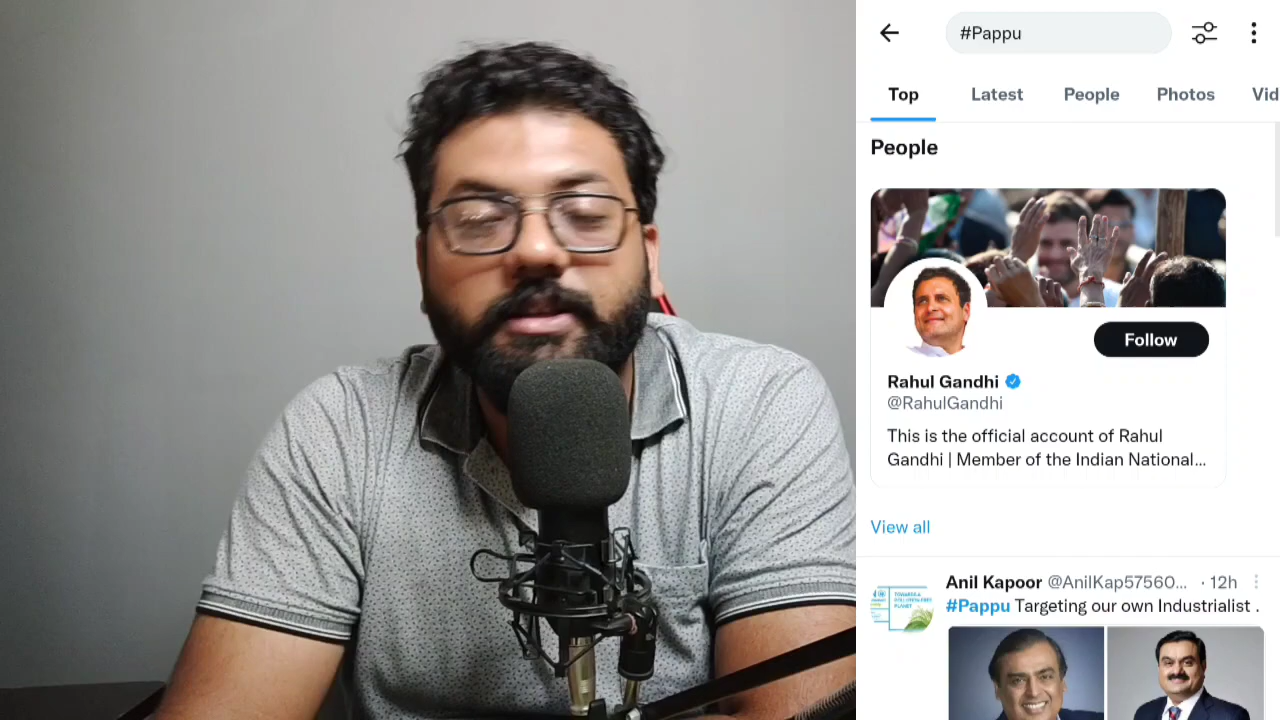 #Pappu
Top Latest People Photos Vid
People
Follow
Rahul Gandhi
@RahulGandhi
This is the official account of Rahul
Gandhi | Member of the Indian National...
View all
Anil Kapoor @AnilKap5756O... · 12h
#Pappu Targeting our own Industrialist .